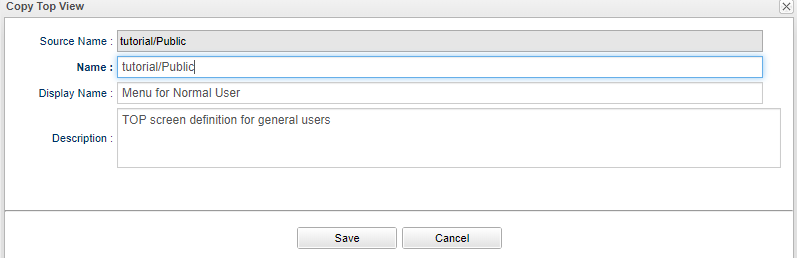 Copy Top View
Source Name : tutorial/Public
Name : tutorial/Public
Display Name : Menu for Normal User
TOP screen definition for general users
Description :
Save Cancel